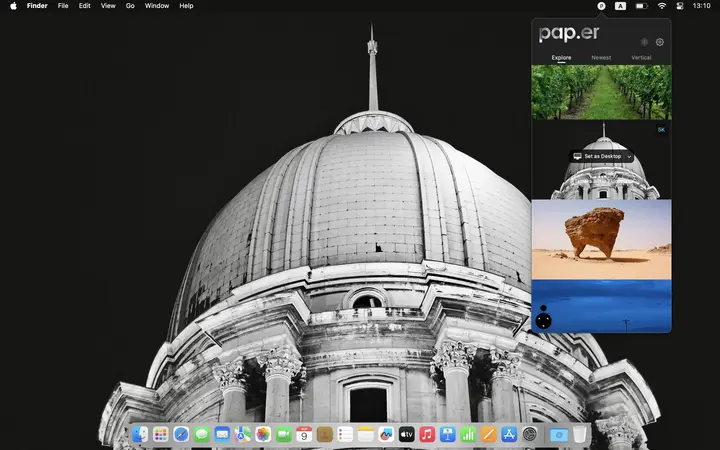 Finder File Edit View Go Window Help
A
13:10
pap.er
Explore Newest Vertical
5K
Set as Desktop
9
tv